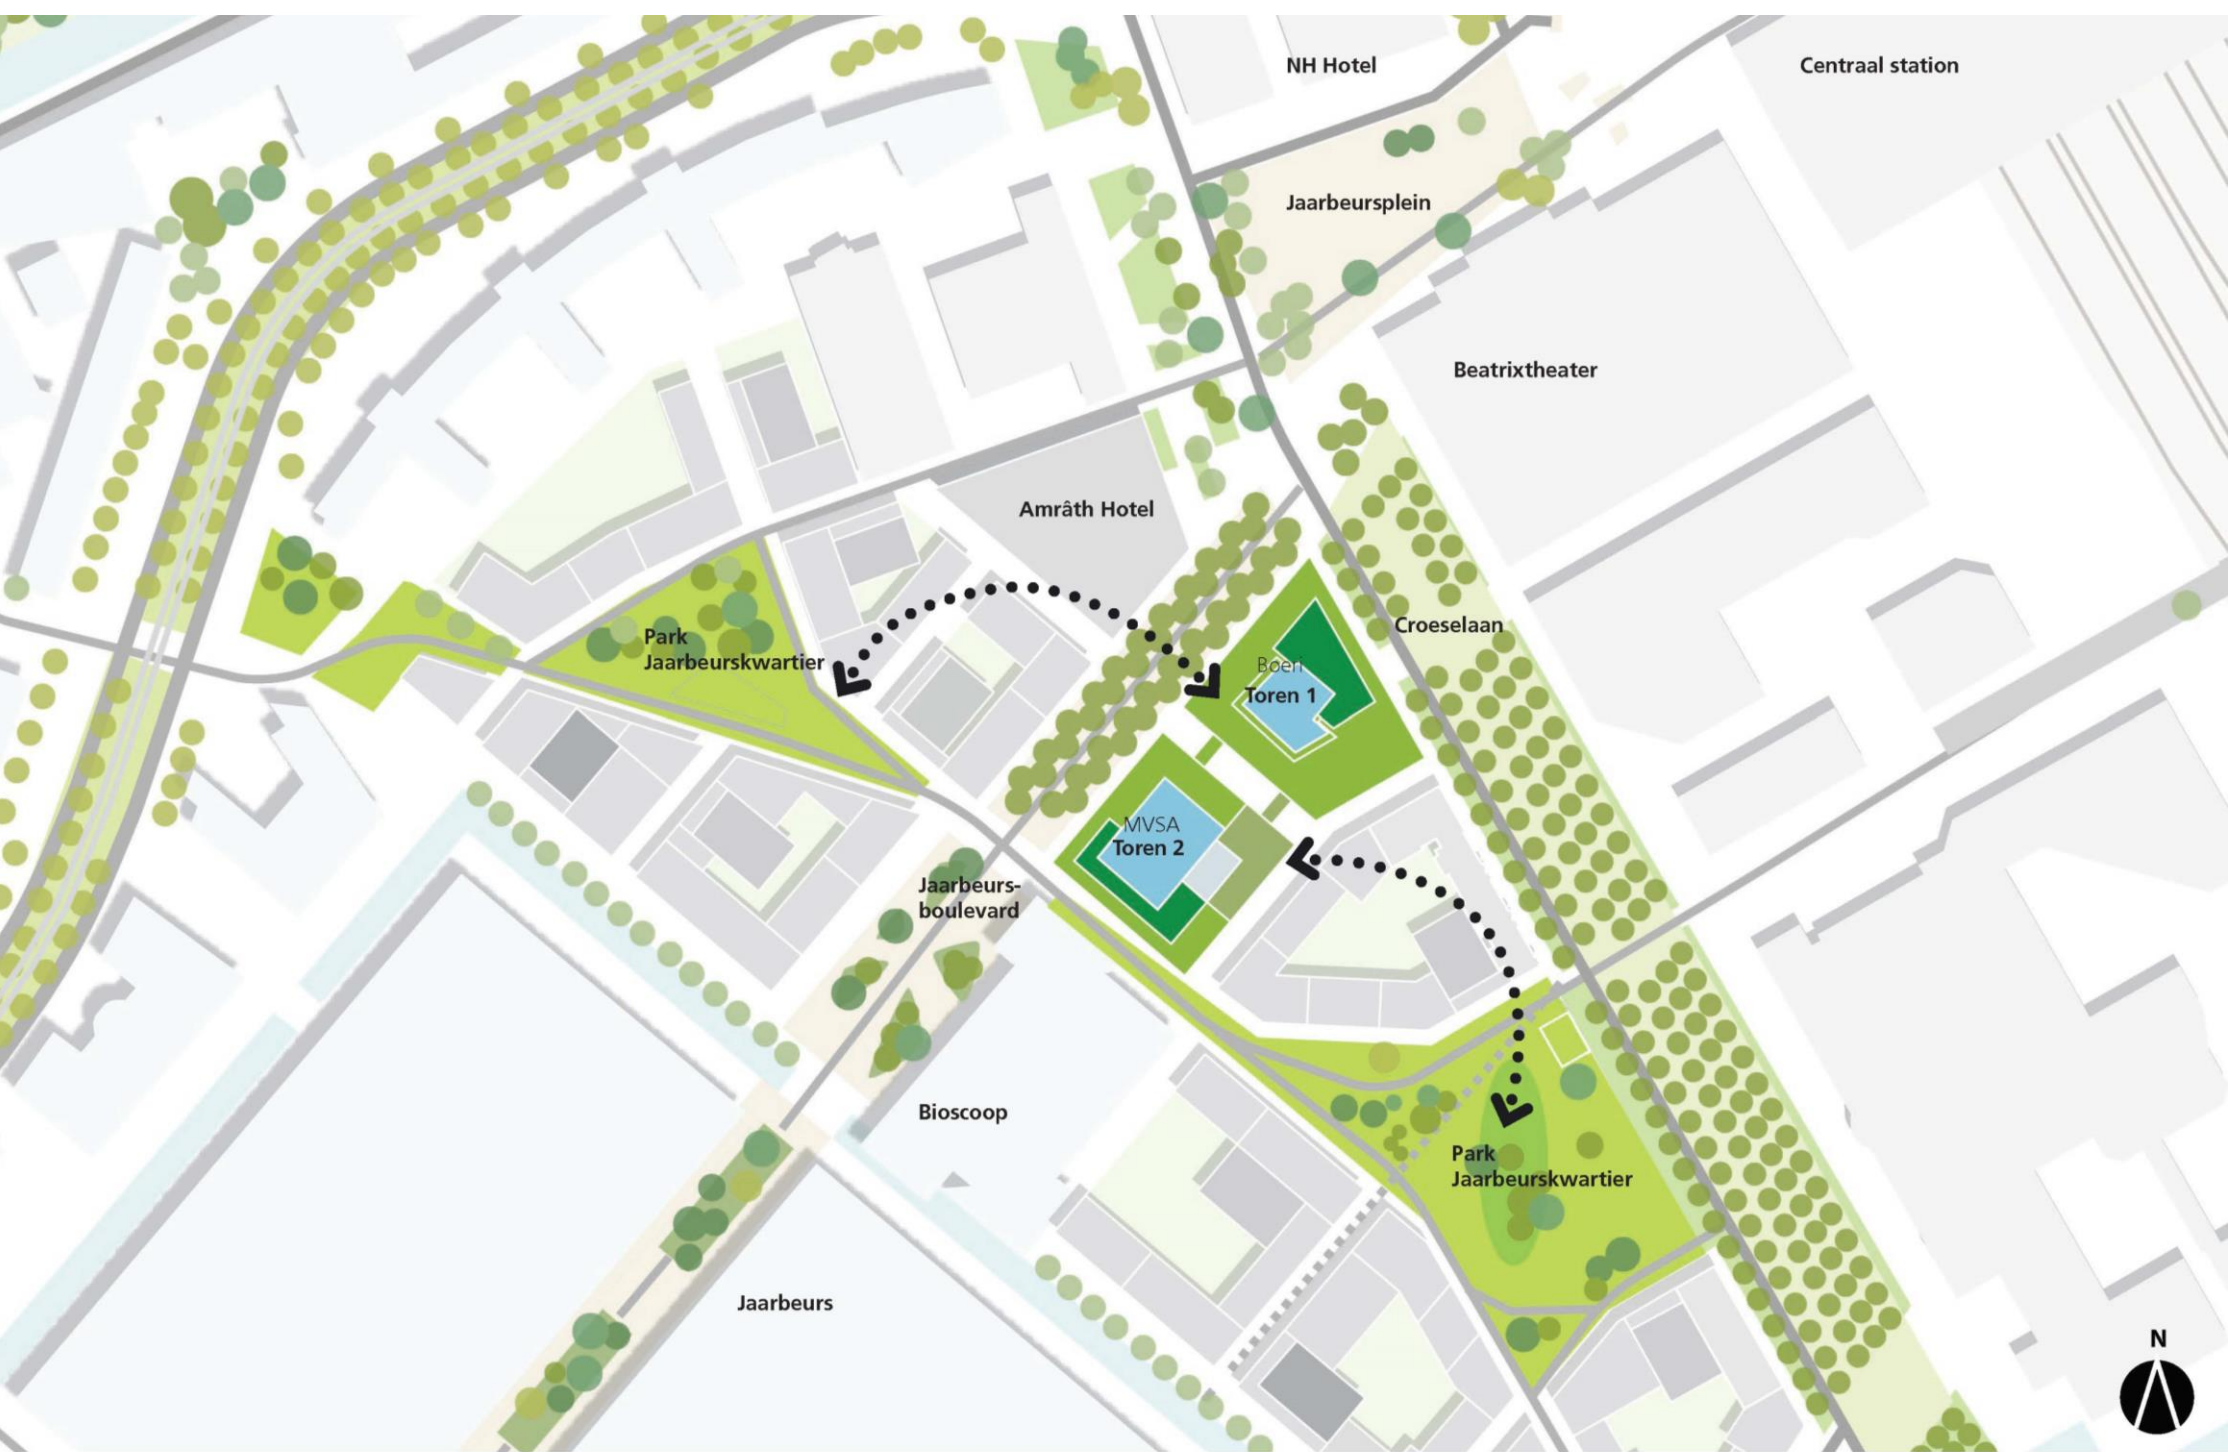 NH Hotel
Centraal station
Jaarbeursplein
Beatrixtheater
Amrâth Hotel
Croeselaan
Park
Jaarbeurskwartier
Boeri
Toren 1
MVSA
Toren 2
Jaarbeurs-
boulevard
Bioscoop
Park
Jaarbeurskwartier
Jaarbeurs
N